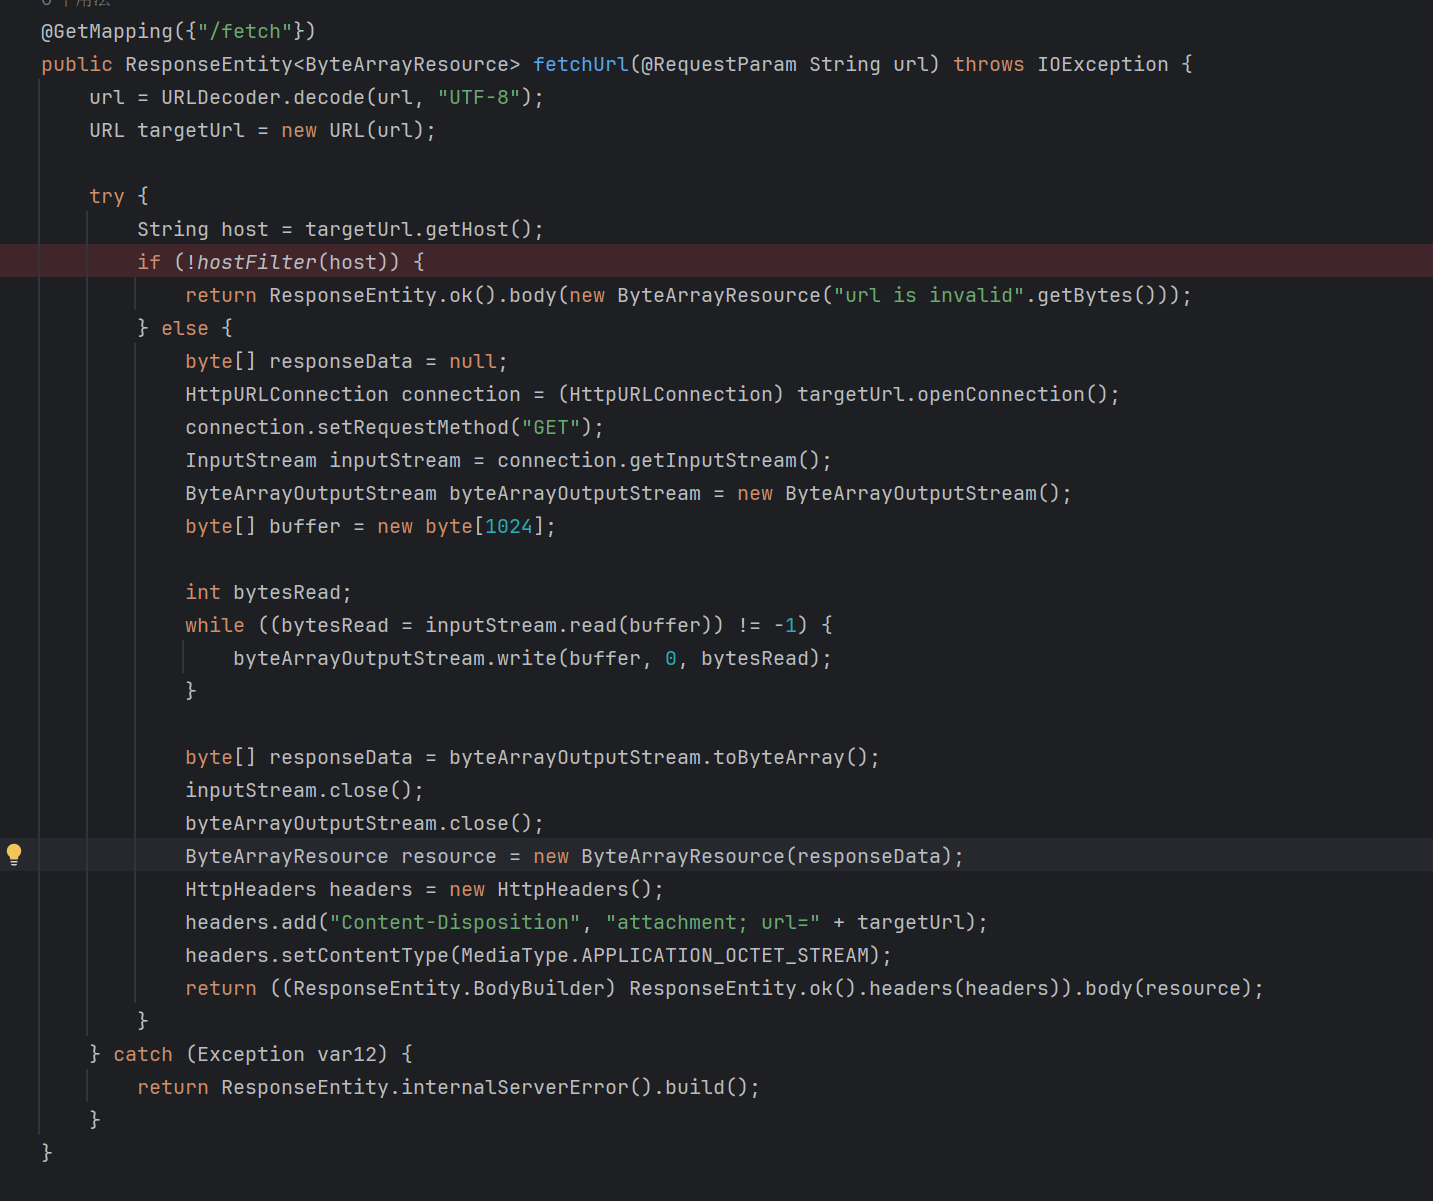 @GetMapping({"/fetch"})
public ResponseEntity<ByteArrayResource> fetchUrl(@RequestParam String url) throws IOException {
    url = URLDecoder.decode(url, "UTF-8");
    URL targetUrl = new URL(url);

    try {
        String host = targetUrl.getHost();
        if (!hostFilter(host)) {
            return ResponseEntity.ok().body(new ByteArrayResource("url is invalid".getBytes()));
        } else {
            byte[] responseData = null;
            HttpURLConnection connection = (HttpURLConnection) targetUrl.openConnection();
            connection.setRequestMethod("GET");
            InputStream inputStream = connection.getInputStream();
            ByteArrayOutputStream byteArrayOutputStream = new ByteArrayOutputStream();
            byte[] buffer = new byte[1024];

            int bytesRead;
            while ((bytesRead = inputStream.read(buffer)) != -1) {
                byteArrayOutputStream.write(buffer, 0, bytesRead);
            }

            byte[] responseData = byteArrayOutputStream.toByteArray();
            inputStream.close();
            byteArrayOutputStream.close();
            ByteArrayResource resource = new ByteArrayResource(responseData);
            HttpHeaders headers = new HttpHeaders();
            headers.add("Content-Disposition", "attachment; url=" + targetUrl);
            headers.setContentType(MediaType.APPLICATION_OCTET_STREAM);
            return ((ResponseEntity.BodyBuilder) ResponseEntity.ok().headers(headers)).body(resource);
        }
    } catch (Exception var12) {
        return ResponseEntity.internalServerError().build();
    }
}